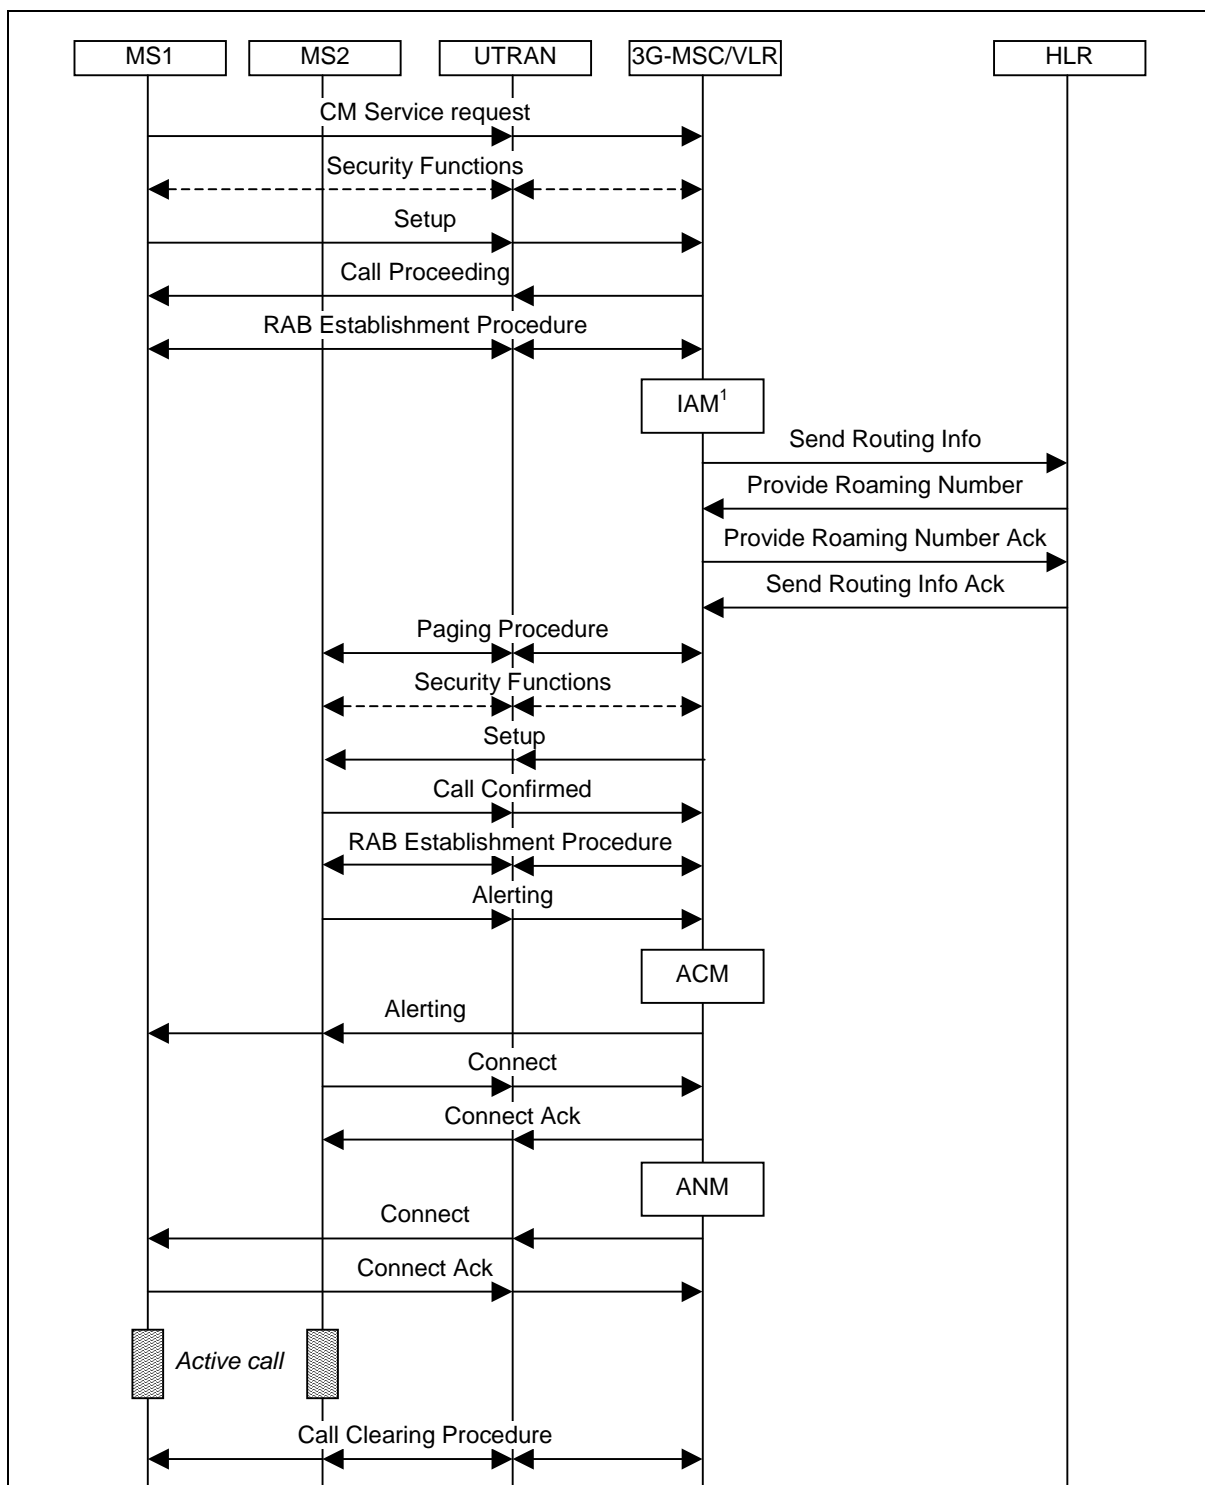 MS1 MS2 UTRAN 3G-MSC/VLR HLR
CM Service request
Security Functions
Setup
Call Proceeding
RAB Establishment Procedure
IAM¹
Send Routing Info
Provide Roaming Number
Provide Roaming Number Ack
Send Routing Info Ack
Paging Procedure
Security Functions
Setup
Call Confirmed
RAB Establishment Procedure
Alerting
ACM
Alerting
Connect
Connect Ack
ANM
Connect
Connect Ack
Active call
Call Clearing Procedure